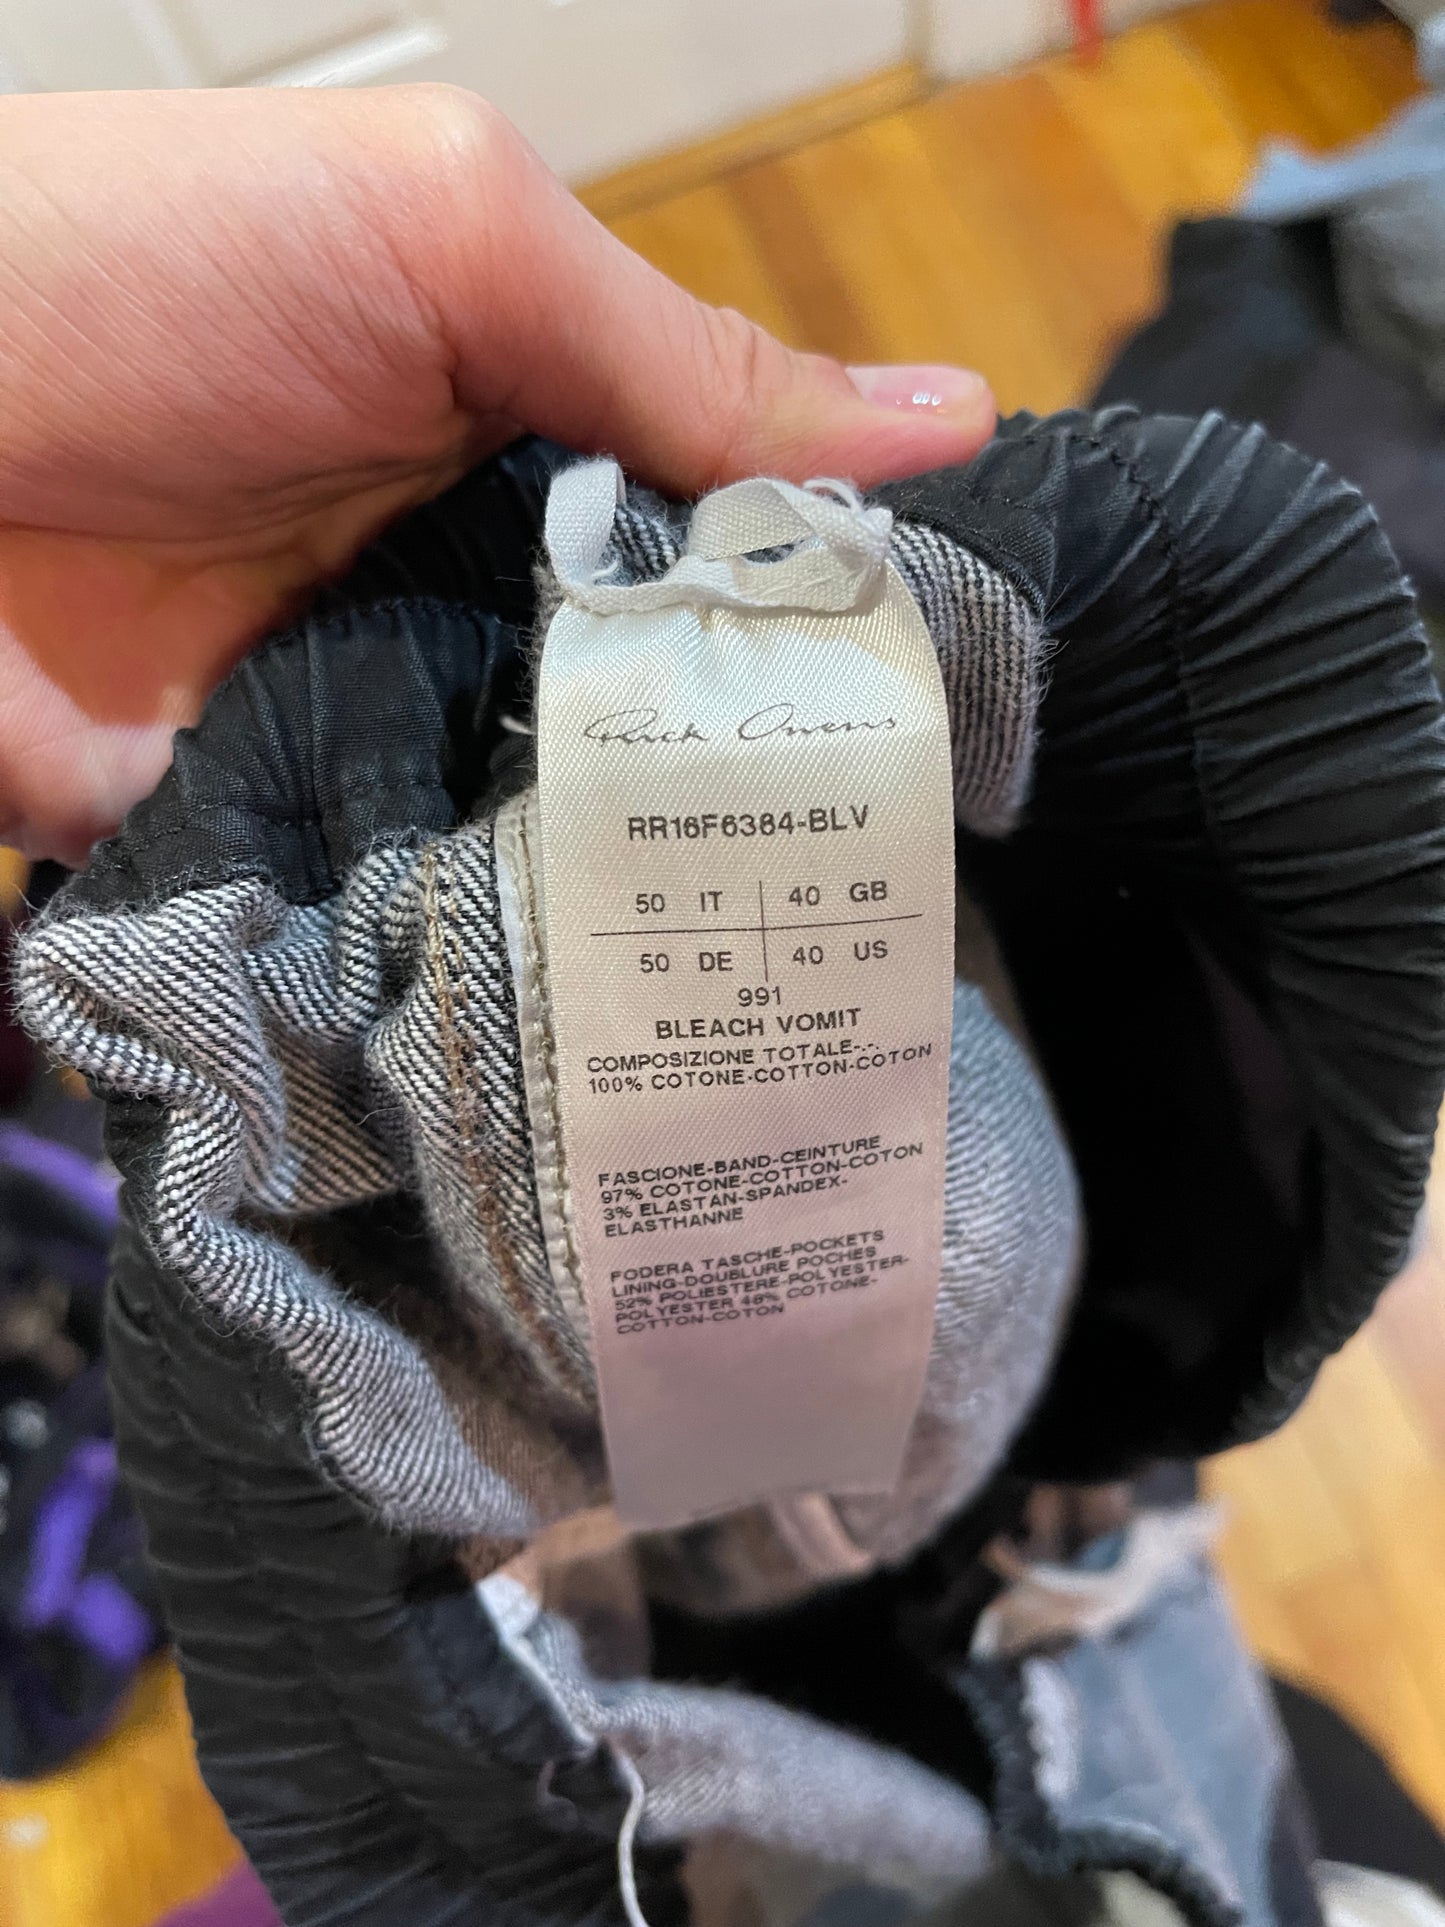 Rick Owens
RR16F6364-BLV
50 IT 40 GB
50 DE 40 US
991
BLEACH VOMIT
COMPOSIZIONE TOTALE-.-.
100% COTONE-COTTON-COTON
FASCIONE-BAND-CEINTURE
97% COTONE-COTTON-COTON
3% ELASTAN-SPANDEX-
ELASTHANNE
FODERA TASCHE-POCKETS
LINING-DOUBLURE POCHES
52% POLIESTERE-POLYESTER-
POLYESTER 48% COTONE-
COTTON-COTON